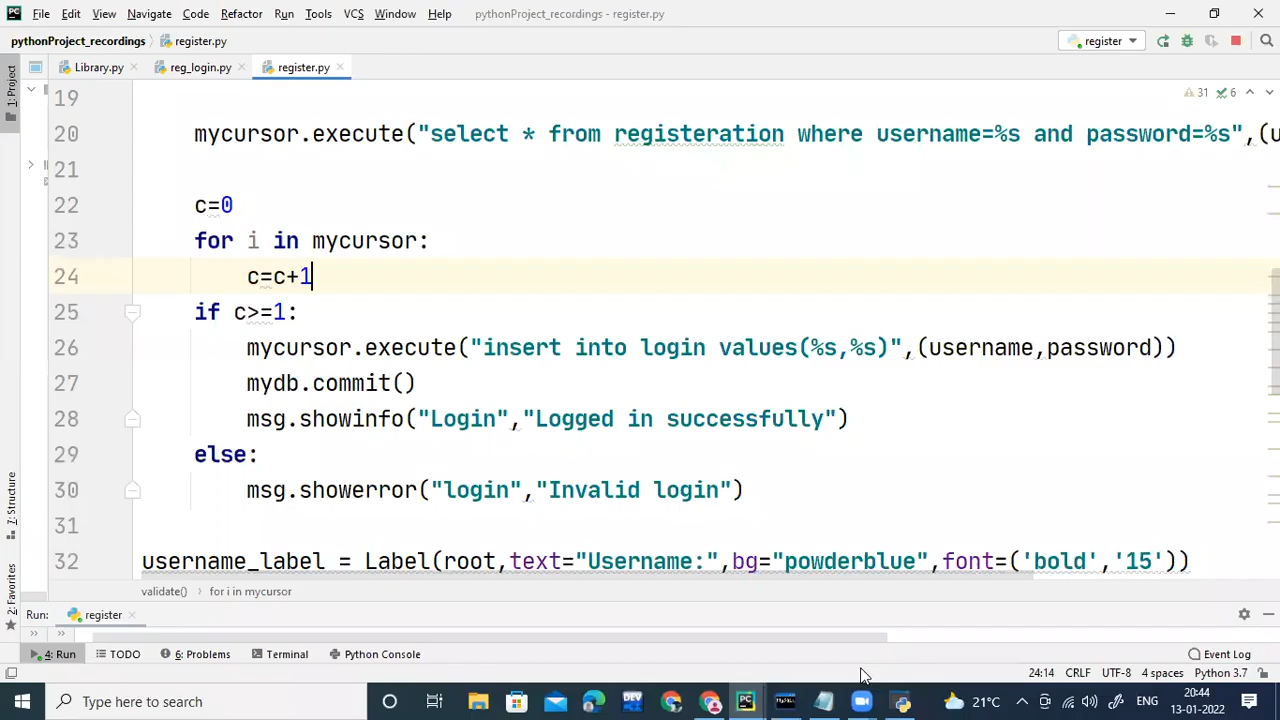 File Edit View Navigate Code Refactor Run Tools VCS Window Help pythonProject_recordings - register.py
pythonProject_recordings register.py register
1: Project Library.py reg_login.py register.py
19 31 6
20 mycursor.execute("select * from registeration where username=%s and password=%s",(u
21
22 c=0
23 for i in mycursor:
24 c=c+1
25 if c>=1:
26 mycursor.execute("insert into login values(%s,%s)",(username,password))
27 mydb.commit()
28 msg.showinfo("Login","Logged in successfully")
29 else:
30 msg.showerror("login","Invalid login")
31
32 username_label = Label(root,text="Username:",bg="powderblue",font=('bold','15'))
7: Structure
2: Favorites
validate() for i in mycursor
Run: register
4: Run TODO 6: Problems Terminal Python Console Event Log
24:14 CRLF UTF-8 4 spaces Python 3.7
Type here to search 21°C ENG 20:44
13-01-2022